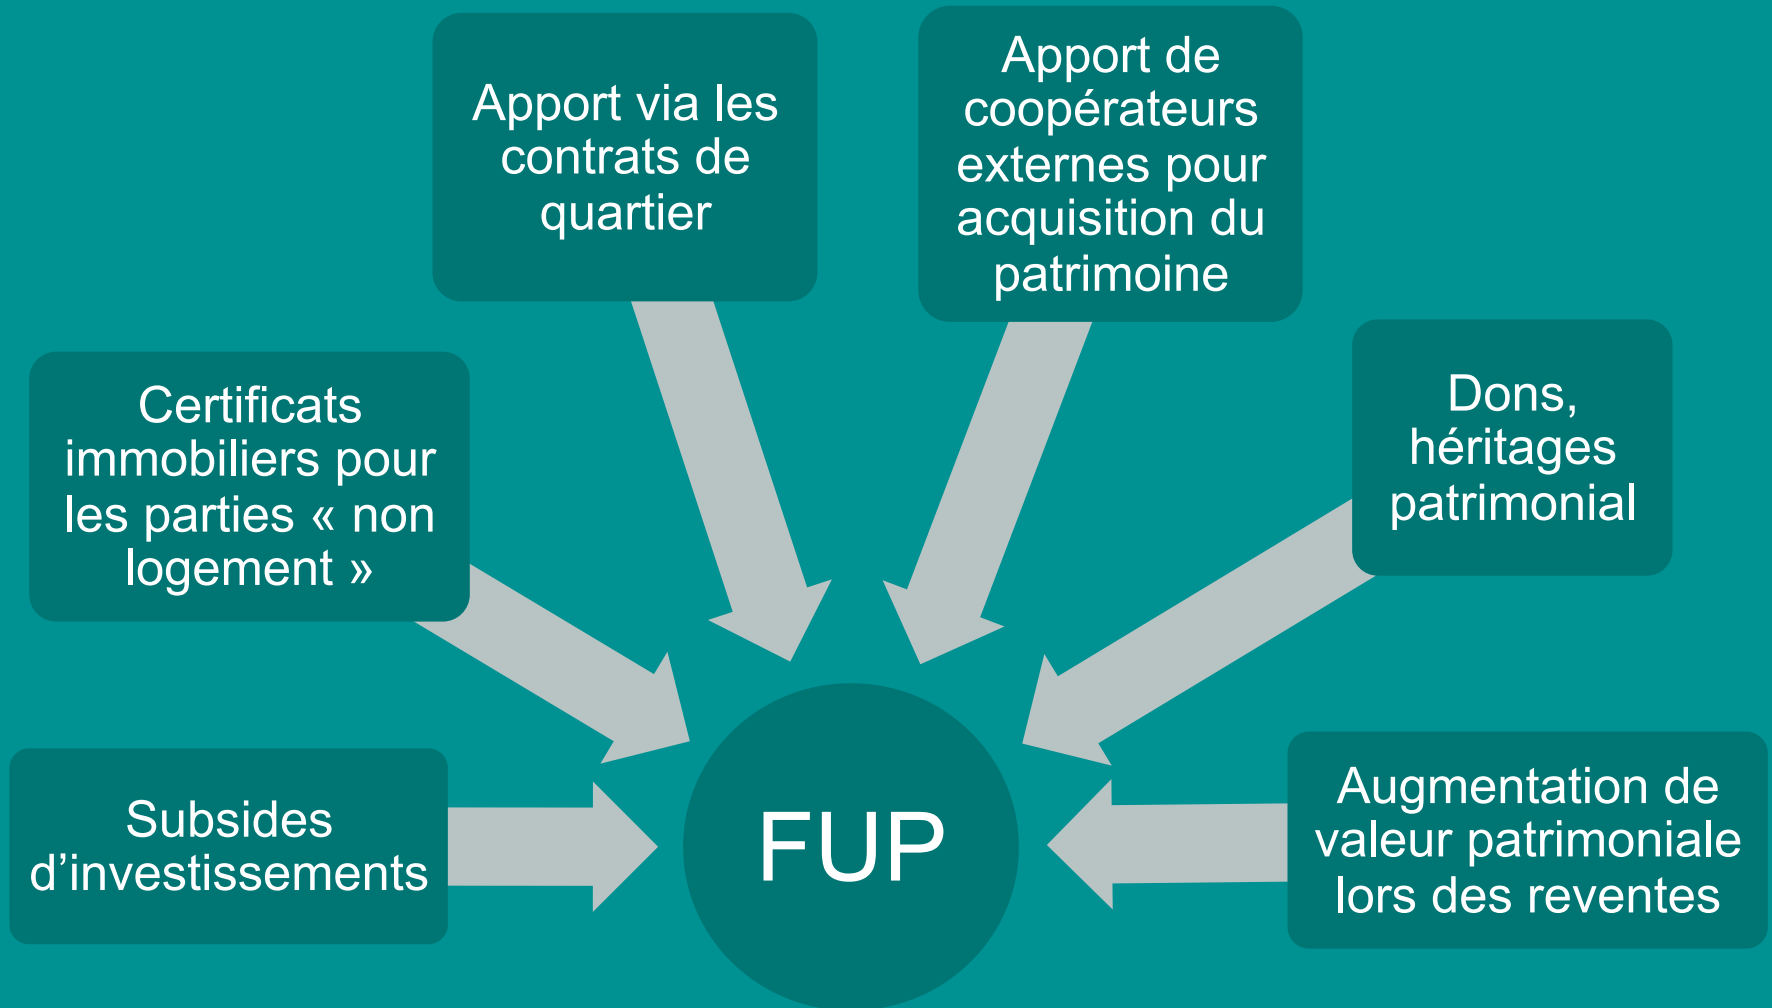 Apport via les
contrats de
quartier
Apport de
coopérateurs
externes pour
acquisition du
patrimoine
Certificats
immobiliers pour
les parties « non
logement »
Dons,
héritages
patrimonial
Subsides
d’investissements
FUP
Augmentation de
valeur patrimoniale
lors des reventes